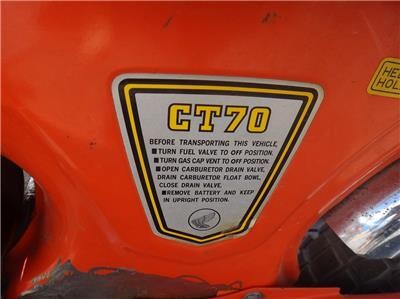 CT70
BEFORE TRANSPORTING THIS VEHICLE,
■ TURN FUEL VALVE TO OFF POSITION.
■ TURN GAS CAP VENT TO OFF POSITION.
■ OPEN CARBURETOR DRAIN VALVE,
DRAIN CARBURETOR FLOAT BOWL,
CLOSE DRAIN VALVE.
■ REMOVE BATTERY AND KEEP
IN UPRIGHT POSITION.